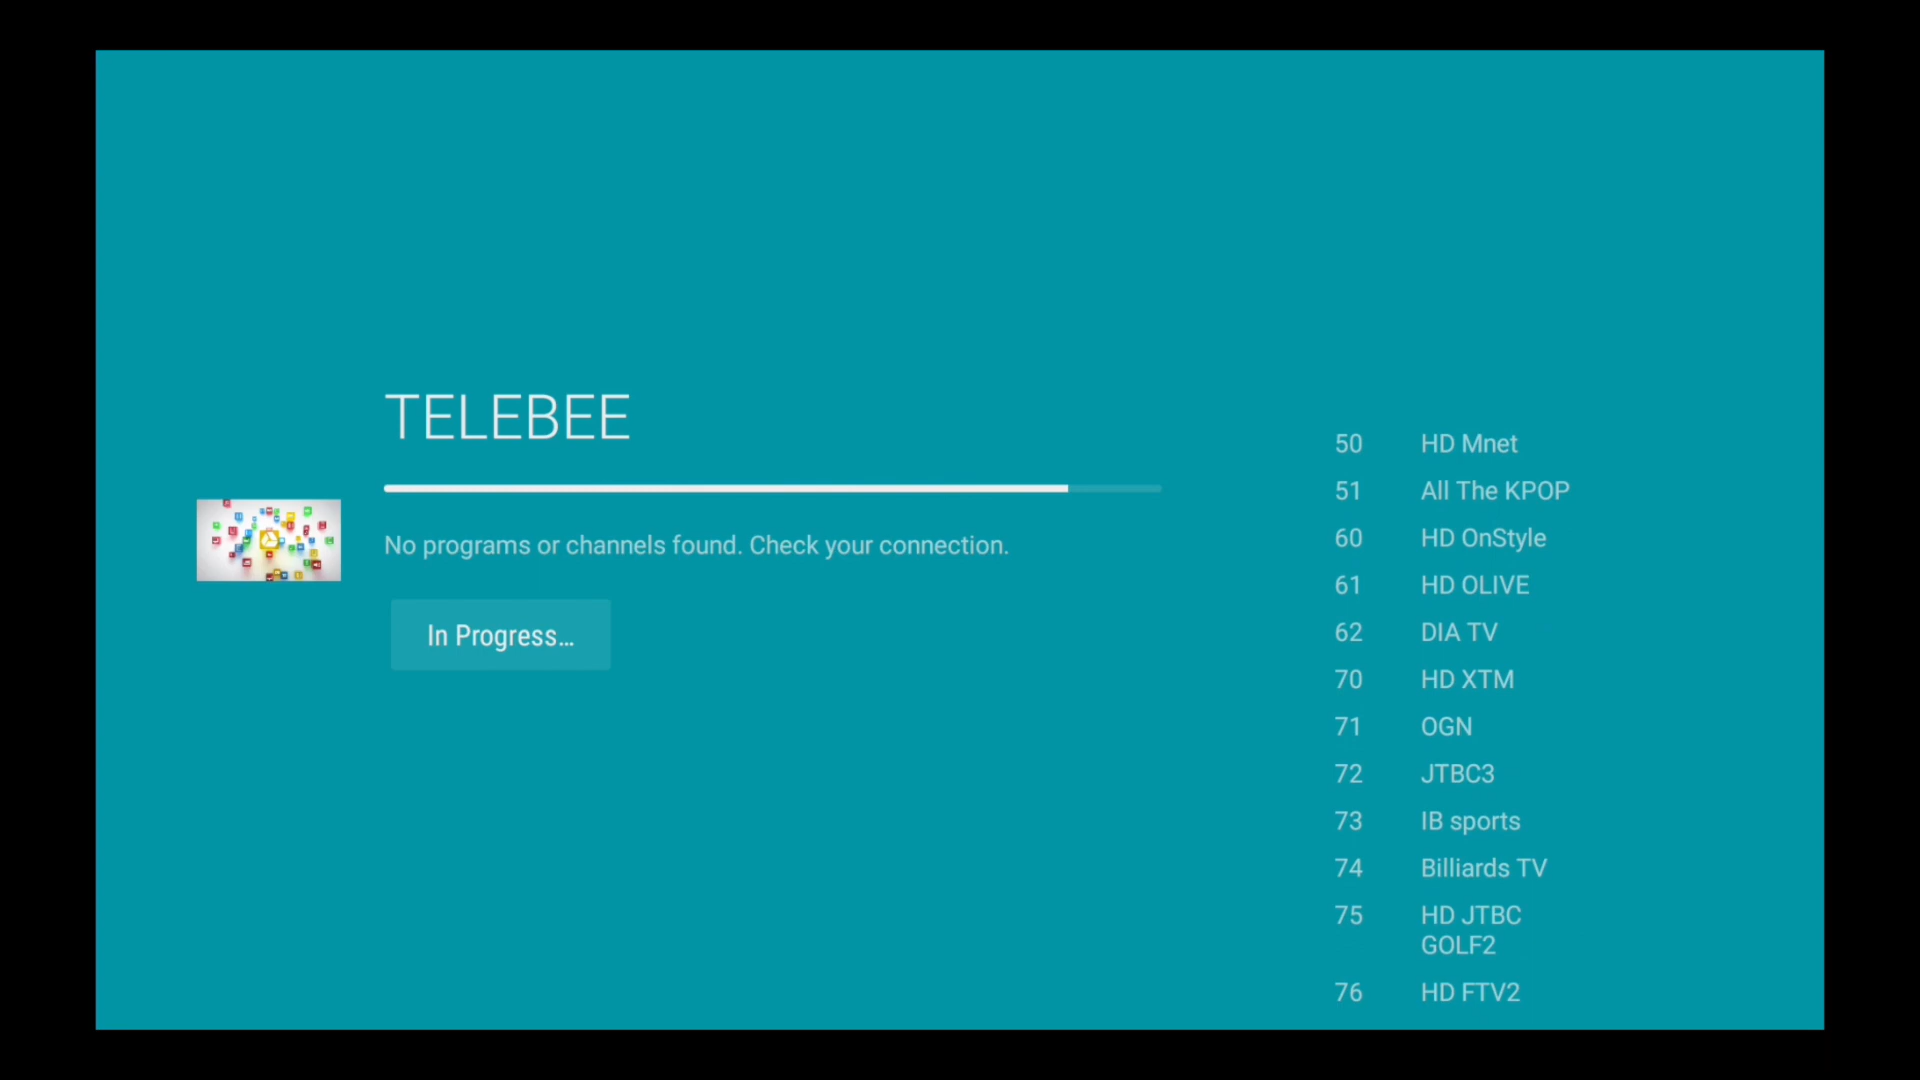 TELEBEE
No programs or channels found. Check your connection.
In Progress...
50 HD Mnet
51 All The KPOP
60 HD OnStyle
61 HD OLIVE
62 DIA TV
70 HD XTM
71 OGN
72 JTBC3
73 IB sports
74 Billiards TV
75 HD JTBC
GOLF2
76 HD FTV2